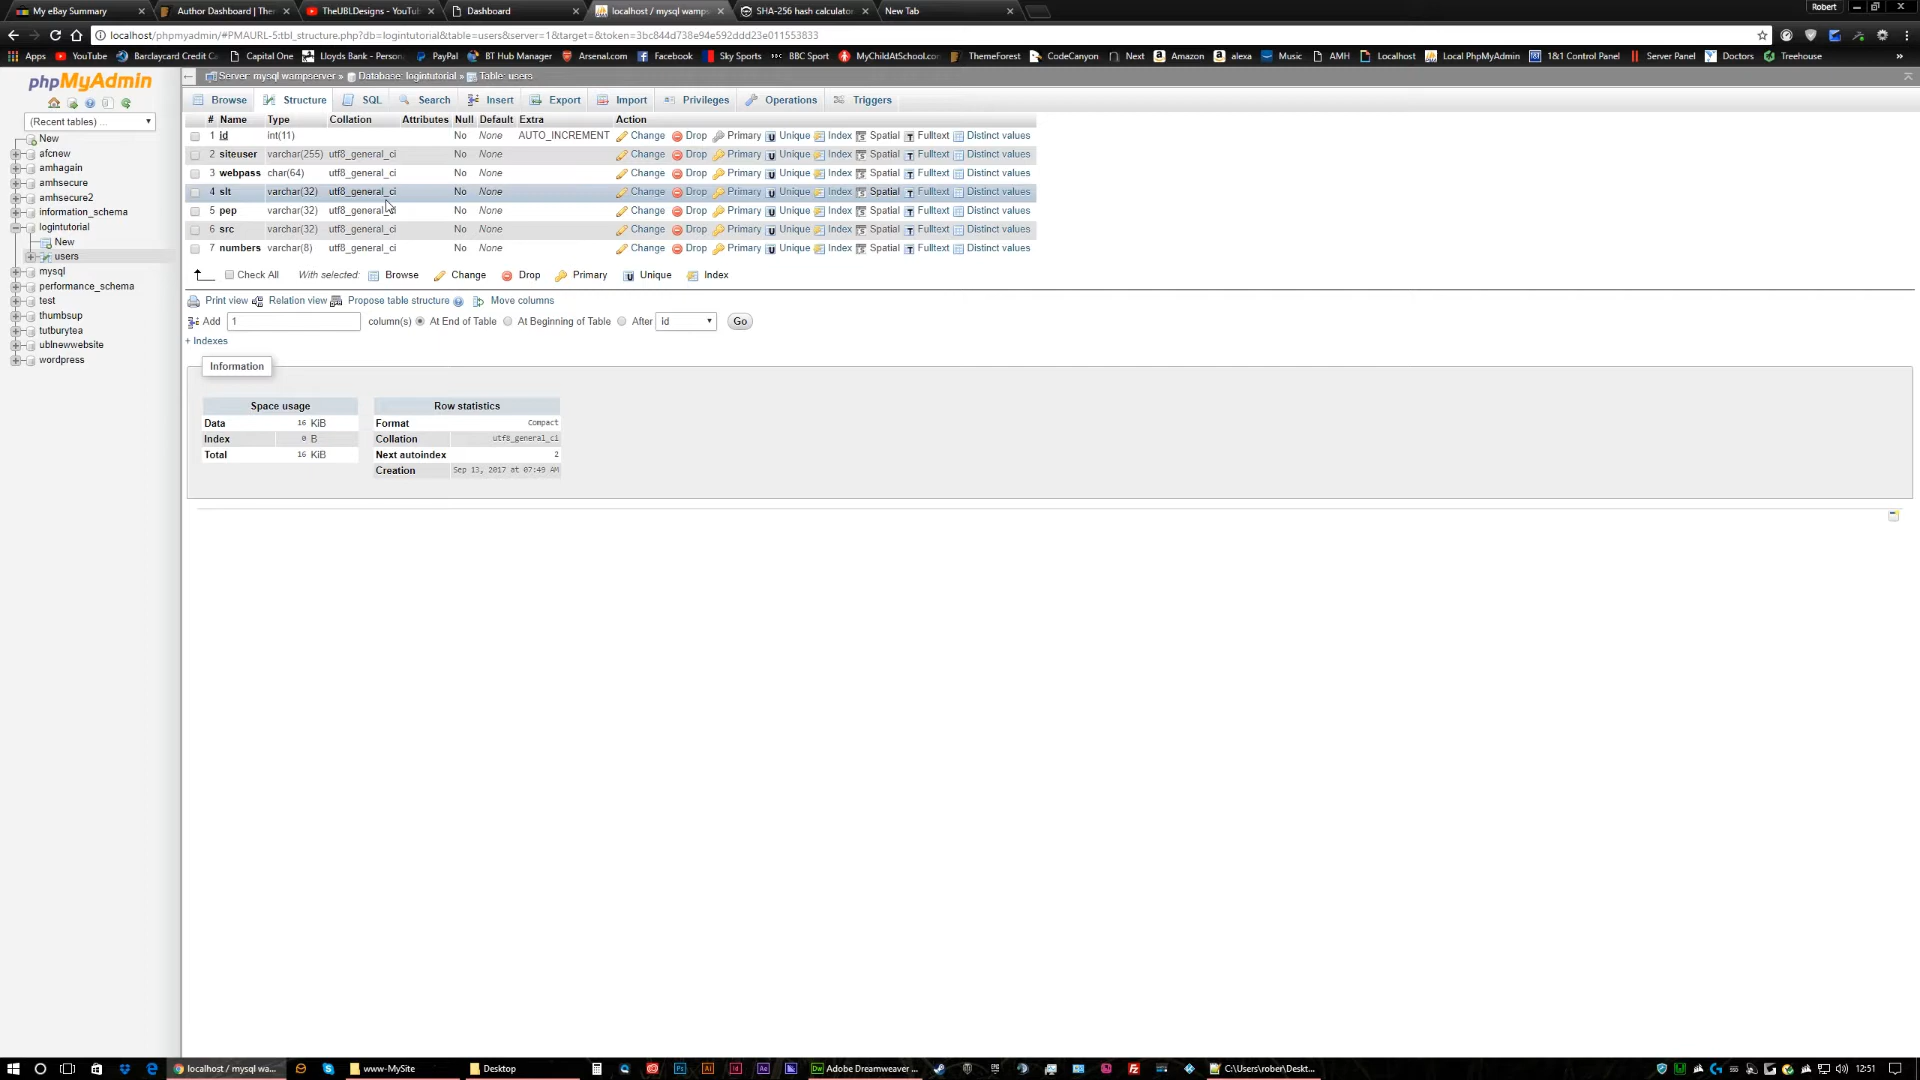 My eBay Summary
Author Dashboard | The
TheUBLDesigns - YouTu
Dashboard
localhost / mysql wamps
SHA-256 hash calculator
New Tab
Robert
localhost/phpmyadmin/#PMAURL-5:tbl_structure.php?db=logintutorial&table=users&server=1&target=&token=3bc844d738e94e592ddd23e011553833
Apps YouTube Barclaycard Credit C Capital One Lloyds Bank - Person PayPal BT Hub Manager Arsenal.com Facebook Sky Sports BBC Sport MyChildAtSchool.co ThemeForest CodeCanyon Next Amazon alexa Music AMH Localhost Local PhpMyAdmin 1&1 Control Panel Server Panel Doctors Treehouse »
phpMyAdmin
(Recent tables) ...
New
afcnew
amhagain
amhsecure
amhsecure2
information_schema
logintutorial
New
users
mysql
performance_schema
test
thumbsup
tutburytea
ublnewwebsite
wordpress
Server: mysql wampserver » Database: logintutorial » Table: users
Browse Structure SQL Search Insert Export Import Privileges Operations Triggers
# Name Type Collation Attributes Null Default Extra Action
1 id int(11) No None AUTO_INCREMENT Change Drop Primary Unique Index Spatial Fulltext Distinct values
2 siteuser varchar(255) utf8_general_ci No None Change Drop Primary Unique Index Spatial Fulltext Distinct values
3 webpass char(64) utf8_general_ci No None Change Drop Primary Unique Index Spatial Fulltext Distinct values
4 slt varchar(32) utf8_general_ci No None Change Drop Primary Unique Index Spatial Fulltext Distinct values
5 pep varchar(32) utf8_general_ci No None Change Drop Primary Unique Index Spatial Fulltext Distinct values
6 src varchar(32) utf8_general_ci No None Change Drop Primary Unique Index Spatial Fulltext Distinct values
7 numbers varchar(8) utf8_general_ci No None Change Drop Primary Unique Index Spatial Fulltext Distinct values
Check All With selected: Browse Change Drop Primary Unique Index
Print view Relation view Propose table structure Move columns
Add 1 column(s) At End of Table At Beginning of Table After id Go
+ Indexes
Information
Space usage
Data 16 KiB
Index 0 B
Total 16 KiB
Row statistics
Format Compact
Collation utf8_general_ci
Next autoindex 2
Creation Sep 13, 2017 at 07:49 AM
localhost / mysql wa...
www-MySite
Desktop
Adobe Dreamweaver ...
C:\Users\rober\Deskt...
12:51